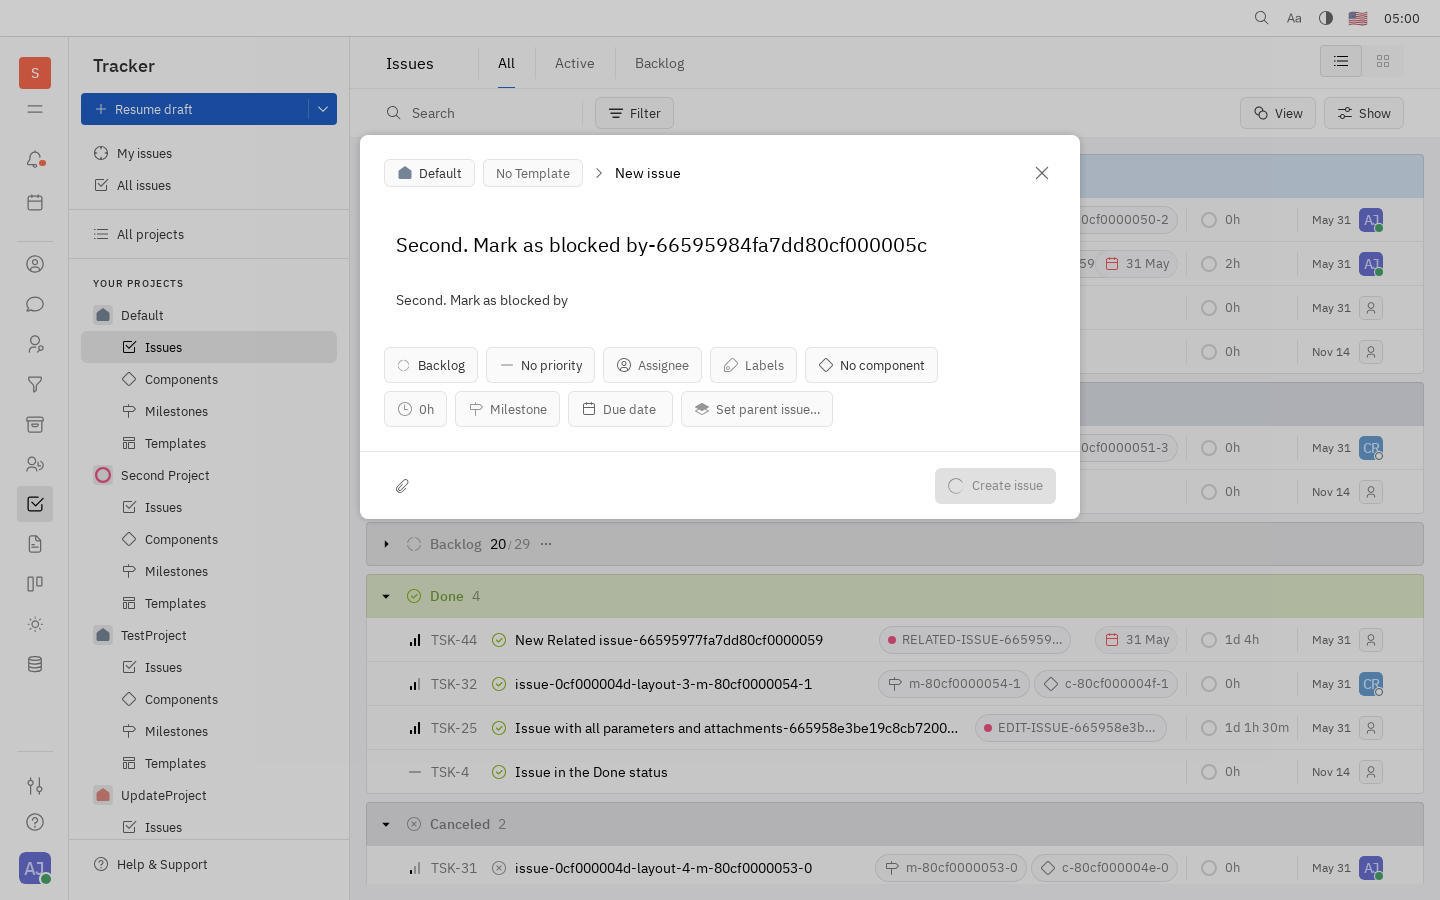 Aa 05:00
S
Tracker
Resume draft
My issues
All issues
All projects
YOUR PROJECTS
Default
Issues
Components
Milestones
Templates
Second Project
Issues
Components
Milestones
Templates
TestProject
Issues
Components
Milestones
Templates
UpdateProject
Issues
Help & Support
AJ
Issues All Active Backlog
Search Filter View Show
Default No Template New issue
Second. Mark as blocked by-66595984fa7dd80cf000005c
Second. Mark as blocked by
Backlog No priority Assignee Labels No component
0h Milestone Due date Set parent issue...
Create issue
0cf0000050-2 0h May 31 AJ
59 31 May 2h May 31 AJ
0h May 31
0h Nov 14
0cf0000051-3 0h May 31 CR
0h Nov 14
Backlog 20/29 ...
Done 4
TSK-44 New Related issue-66595977fa7dd80cf0000059 RELATED-ISSUE-665959... 31 May 1d 4h May 31
TSK-32 issue-0cf000004d-layout-3-m-80cf0000054-1 m-80cf0000054-1 c-80cf000004f-1 0h May 31 CR
TSK-25 Issue with all parameters and attachments-665958e3be19c8cb7200... EDIT-ISSUE-665958e3b... 1d 1h 30m May 31
TSK-4 Issue in the Done status 0h Nov 14
Canceled 2
TSK-31 issue-0cf000004d-layout-4-m-80cf0000053-0 m-80cf0000053-0 c-80cf000004e-0 0h May 31 AJ